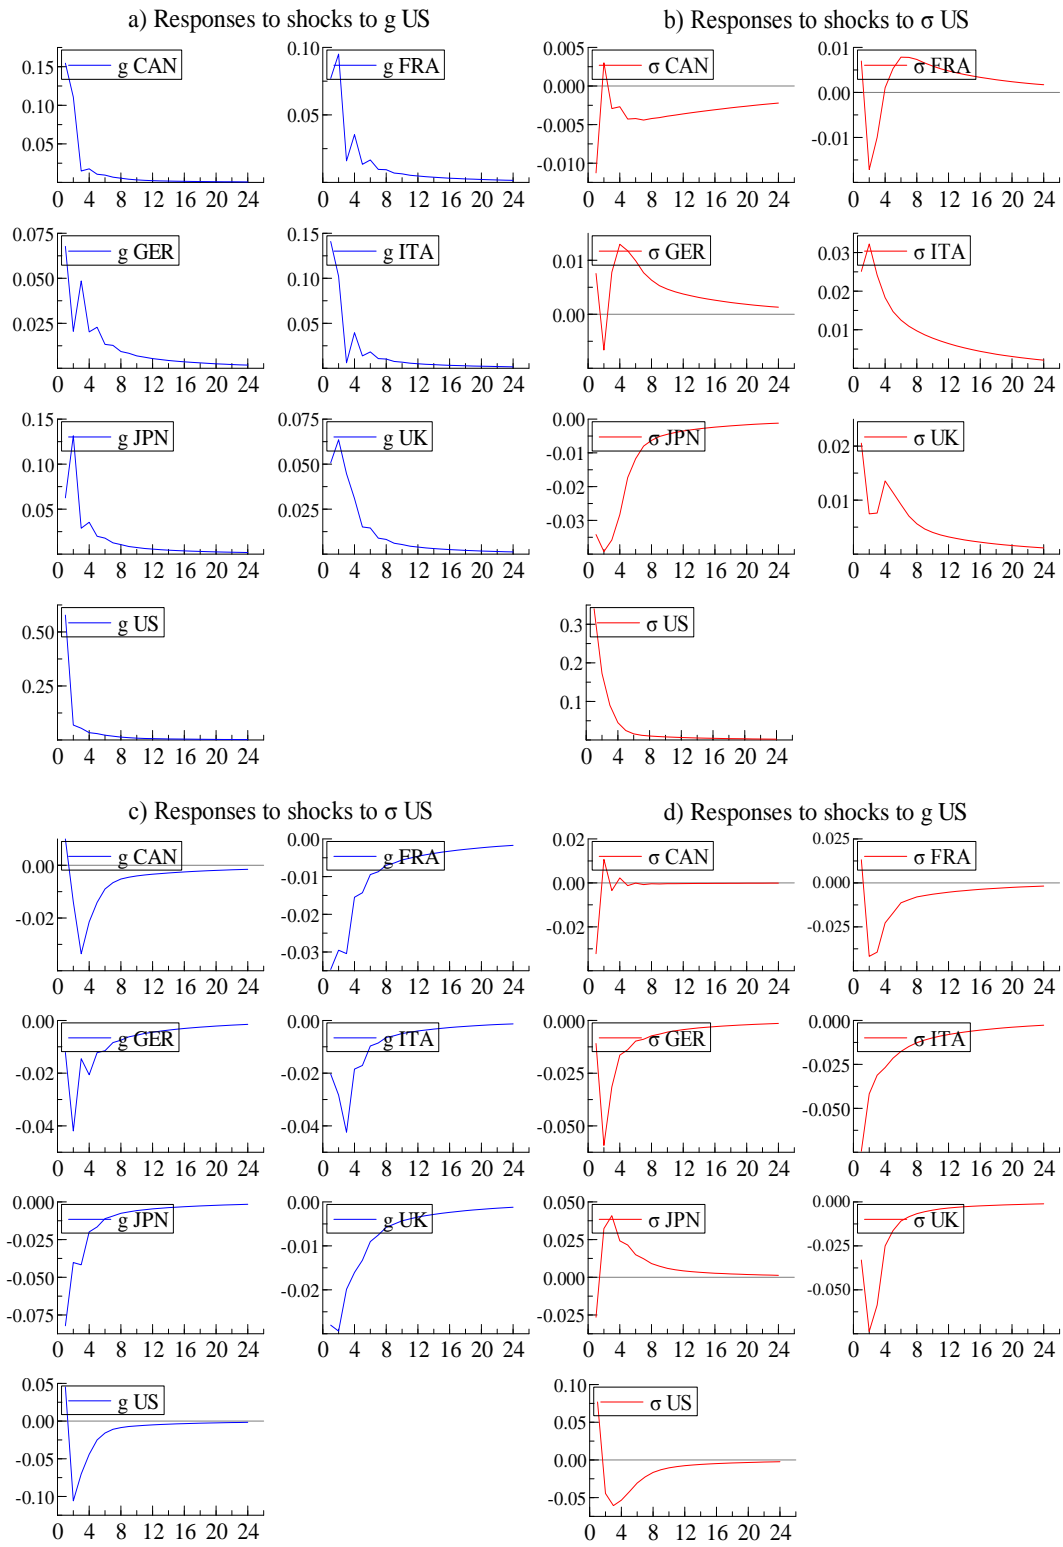 a) Responses to shocks to g US
b) Responses to shocks to σ US
0.15
0.10
0.05
g CAN
0 4 8 12 16 20 24
0.10
0.05
g FRA
0 4 8 12 16 20 24
0.005
0.000
-0.005
-0.010
σ CAN
0 4 8 12 16 20 24
0.01
0.00
-0.01
σ FRA
0 4 8 12 16 20 24
0.075
0.050
0.025
g GER
0 4 8 12 16 20 24
0.15
0.10
0.05
g ITA
0 4 8 12 16 20 24
0.01
0.00
σ GER
0 4 8 12 16 20 24
0.03
0.02
0.01
σ ITA
0 4 8 12 16 20 24
0.15
0.10
0.05
g JPN
0 4 8 12 16 20 24
0.075
0.050
0.025
g UK
0 4 8 12 16 20 24
0.00
-0.01
-0.02
-0.03
σ JPN
0 4 8 12 16 20 24
0.02
0.01
σ UK
0 4 8 12 16 20 24
0.50
0.25
g US
0 4 8 12 16 20 24
0.3
0.2
0.1
σ US
0 4 8 12 16 20 24
c) Responses to shocks to σ US
d) Responses to shocks to g US
0.00
-0.02
g CAN
0 4 8 12 16 20 24
0.00
-0.01
-0.02
-0.03
g FRA
0 4 8 12 16 20 24
0.02
0.00
-0.02
σ CAN
0 4 8 12 16 20 24
0.025
0.000
-0.025
σ FRA
0 4 8 12 16 20 24
0.00
-0.02
-0.04
g GER
0 4 8 12 16 20 24
0.00
-0.02
-0.04
g ITA
0 4 8 12 16 20 24
0.000
-0.025
-0.050
σ GER
0 4 8 12 16 20 24
0.000
-0.025
-0.050
σ ITA
0 4 8 12 16 20 24
0.000
-0.025
-0.050
-0.075
g JPN
0 4 8 12 16 20 24
0.00
-0.01
-0.02
g UK
0 4 8 12 16 20 24
0.050
0.025
0.000
-0.025
σ JPN
0 4 8 12 16 20 24
0.000
-0.025
-0.050
σ UK
0 4 8 12 16 20 24
0.05
0.00
-0.05
-0.10
g US
0 4 8 12 16 20 24
0.10
0.05
0.00
-0.05
σ US
0 4 8 12 16 20 24